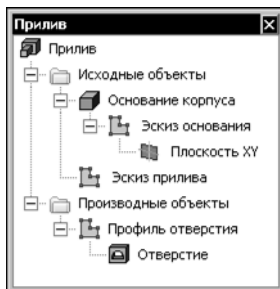 Прилив
Прилив
Исходные объекты
Основание корпуса
Эскиз основания
Плоскость XY
Эскиз прилива
Производные объекты
Профиль отверстия
Отверстие